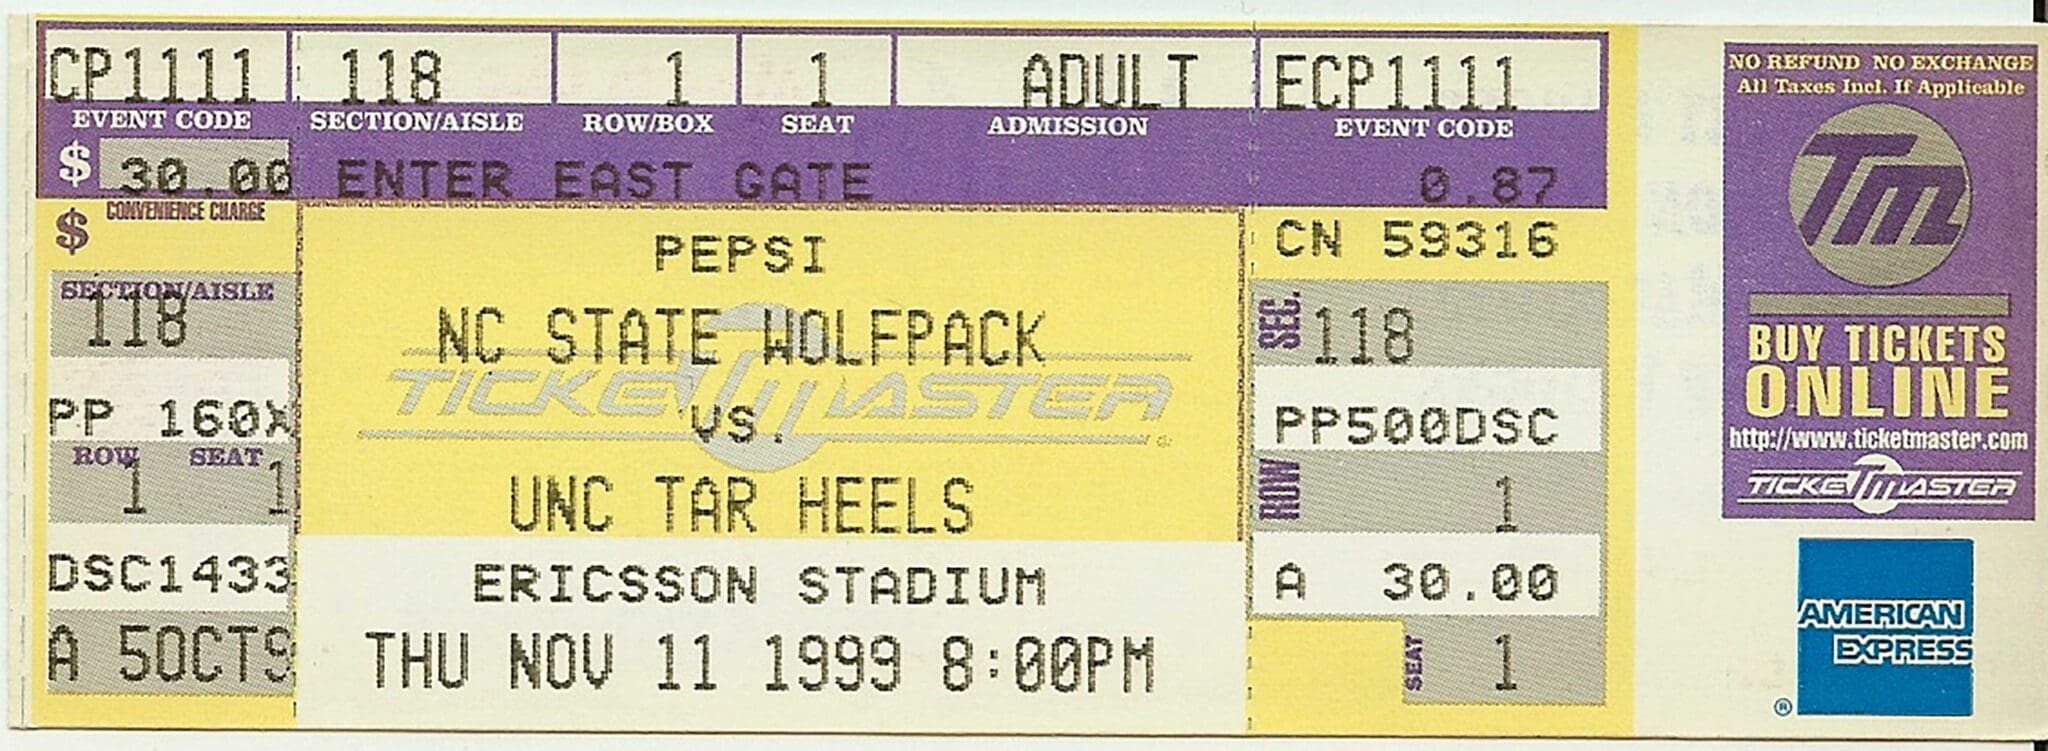 CP1111
EVENT CODE
$ 30.00
CONVENIENCE CHARGE
$
SECTION/AISLE
118
PP 160X
ROW SEAT
1 1
DSC1433
A 5OCT9
118 1 1 ADULT
SECTION/AISLE ROW/BOX SEAT ADMISSION
ENTER EAST GATE
PEPSI
NC STATE WOLFPACK
TICKETMASTER
VS.
UNC TAR HEELS
ERICSSON STADIUM
THU NOV 11 1999 8:00PM
ECP1111
EVENT CODE
0.87
CN 59316
SEC. 118
PP500DSC
ROW 1
A 30.00
SEAT 1
NO REFUND NO EXCHANGE
All Taxes Incl. If Applicable
TM
BUY TICKETS
ONLINE
http://www.ticketmaster.com
TICKETMASTER
AMERICAN
EXPRESS
®